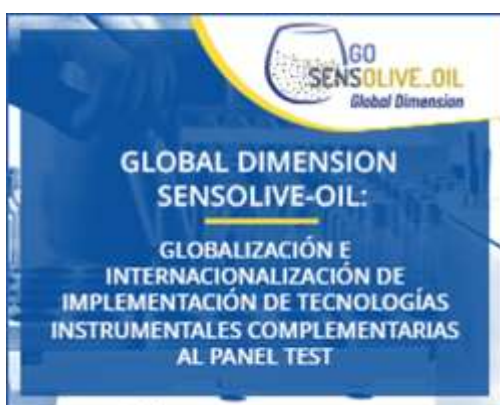 GO
SENSOLIVE_OIL
Global Dimension
GLOBAL DIMENSION
SENSOLIVE-OIL:
GLOBALIZACIÓN E
INTERNACIONALIZACIÓN DE
IMPLEMENTACIÓN DE TECNOLOGÍAS
INSTRUMENTALES COMPLEMENTARIAS
AL PANEL TEST